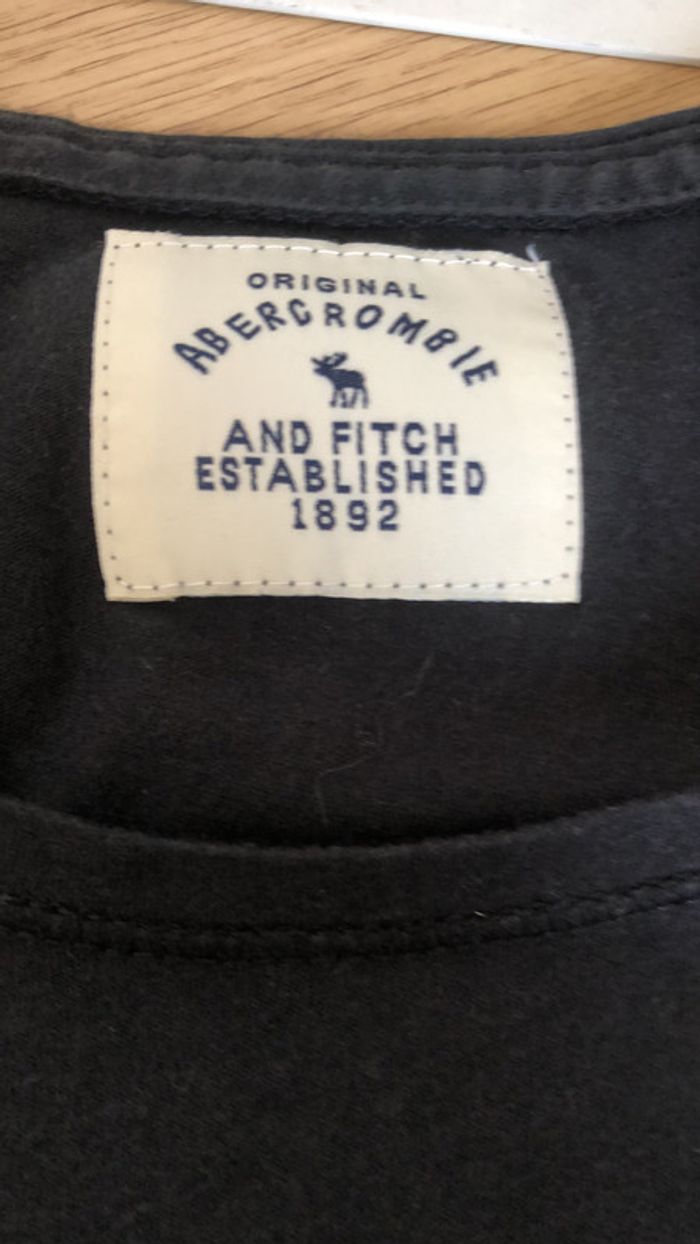 ORIGINAL
ABERCROMBIE
AND FITCH
ESTABLISHED
1892